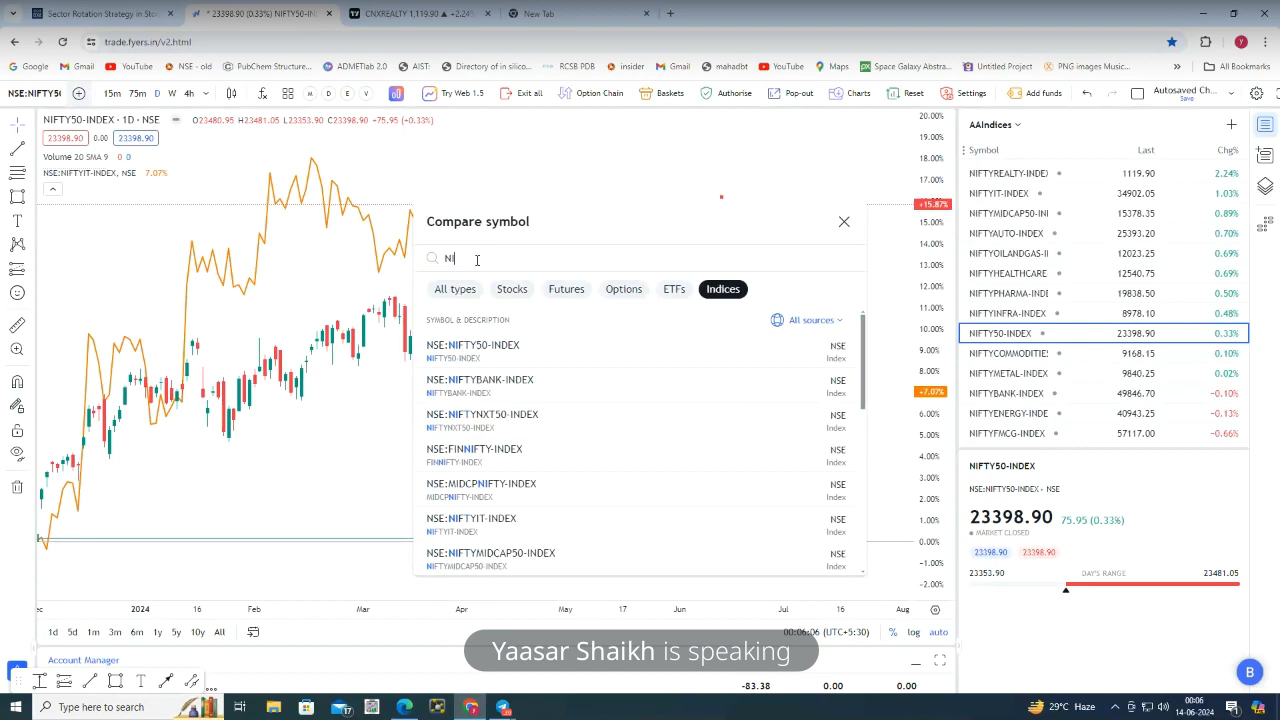 Sector Rotation Strategy in Sto
23398.90 (0.33%) NIFTY50-IN
CNXREALTY 1,119.90 ▲ +2.24%
New Tab
trade.fyers.in/v2.html
Google
Gmail
YouTube
NSE - old
PubChem Structure...
ADMETlab 2.0
AIST:
Directory of in silico...
RCSB PDB
insider
Gmail
mahadbt
YouTube
Maps
Space Galaxy Abstra...
Untitled Project
PNG images Music...
All Bookmarks
NSE:NIFTY50
15m 75m D W 4h
M D E V
Try Web 1.5
Exit all
Option Chain
Baskets
Authorise
Pop-out
Charts
Reset
Settings
Add funds
Autosaved Ch...
Save
NIFTY50-INDEX · 1D · NSE
O23480.95 H23481.05 L23353.90 C23398.90 +75.95 (+0.33%)
23398.90 0.00 23398.90
Volume 20 SMA 9 0 0
NSE:NIFTYIT-INDEX, NSE 7.07%
20.00%
19.00%
18.00%
17.00%
+15.87%
15.00%
14.00%
13.00%
12.00%
11.00%
10.00%
9.00%
8.00%
+7.07%
6.00%
5.00%
4.00%
3.00%
2.00%
1.00%
0.00%
−1.00%
−2.00%
Compare symbol
NI
All types
Stocks
Futures
Options
ETFs
Indices
SYMBOL & DESCRIPTION
All sources
NSE:NIFTY50-INDEX NSE
NIFTY50-INDEX Index
NSE:NIFTYBANK-INDEX NSE
NIFTYBANK-INDEX Index
NSE:NIFTYNXT50-INDEX NSE
NIFTYNXT50-INDEX Index
NSE:FINNIFTY-INDEX NSE
FINNIFTY-INDEX Index
NSE:MIDCPNIFTY-INDEX NSE
MIDCPNIFTY-INDEX Index
NSE:NIFTYIT-INDEX NSE
NIFTYIT-INDEX Index
NSE:NIFTYMIDCAP50-INDEX NSE
NIFTYMIDCAP50-INDEX Index
AAIndices
Symbol Last Chg%
NIFTYREALTY-INDE 1119.90 2.24%
NIFTYIT-INDEX 34902.05 1.03%
NIFTYMIDCAP50-IN 15378.35 0.89%
NIFTYAUTO-INDEX 25393.20 0.70%
NIFTYOILANDGAS-I 12023.25 0.69%
NIFTYHEALTHCARE 12540.75 0.69%
NIFTYPHARMA-INDE 19838.50 0.50%
NIFTYINFRA-INDEX 8978.10 0.48%
NIFTY50-INDEX 23398.90 0.33%
NIFTYCOMMODITIE 9168.15 0.10%
NIFTYMETAL-INDEX 9840.25 0.02%
NIFTYBANK-INDEX 49846.70 −0.10%
NIFTYENERGY-INDE 40943.25 −0.13%
NIFTYFMCG-INDEX 57117.00 −0.66%
NIFTY50-INDEX
NSE:NIFTY50-INDEX · NSE
23398.90 75.95 (0.33%)
MARKET CLOSED
23398.90 23398.90
23353.90 DAY'S RANGE 23481.05
2024 16 Feb Mar Apr May 17 Jun Jul 16 Aug
1d 5d 1m 3m 6m 1y 5y 10y All
00:06:06 (UTC+5:30) % log auto
Yaasar Shaikh is speaking
Account Manager
-83.38 0.00 0.00
B
Type here to search
29°C Haze
00:06
14-06-2024